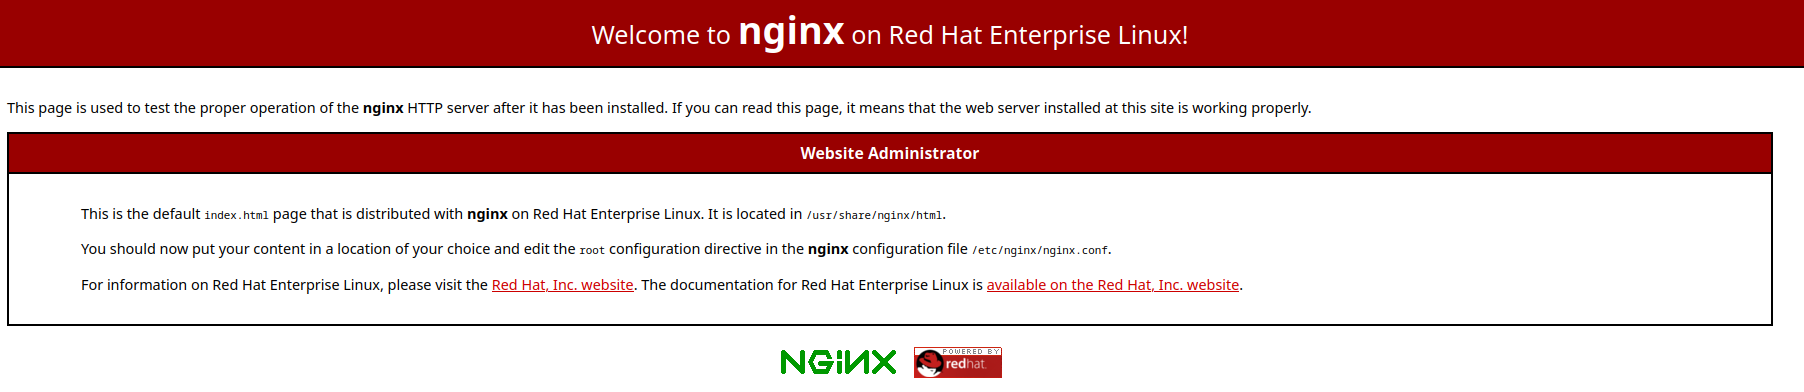 Welcome to nginx on Red Hat Enterprise Linux!
This page is used to test the proper operation of the nginx HTTP server after it has been installed. If you can read this page, it means that the web server installed at this site is working properly.
Website Administrator
This is the default index.html page that is distributed with nginx on Red Hat Enterprise Linux. It is located in /usr/share/nginx/html.
You should now put your content in a location of your choice and edit the root configuration directive in the nginx configuration file /etc/nginx/nginx.conf.
For information on Red Hat Enterprise Linux, please visit the Red Hat, Inc. website. The documentation for Red Hat Enterprise Linux is available on the Red Hat, Inc. website.
NGiNX
POWERED BY
redhat.